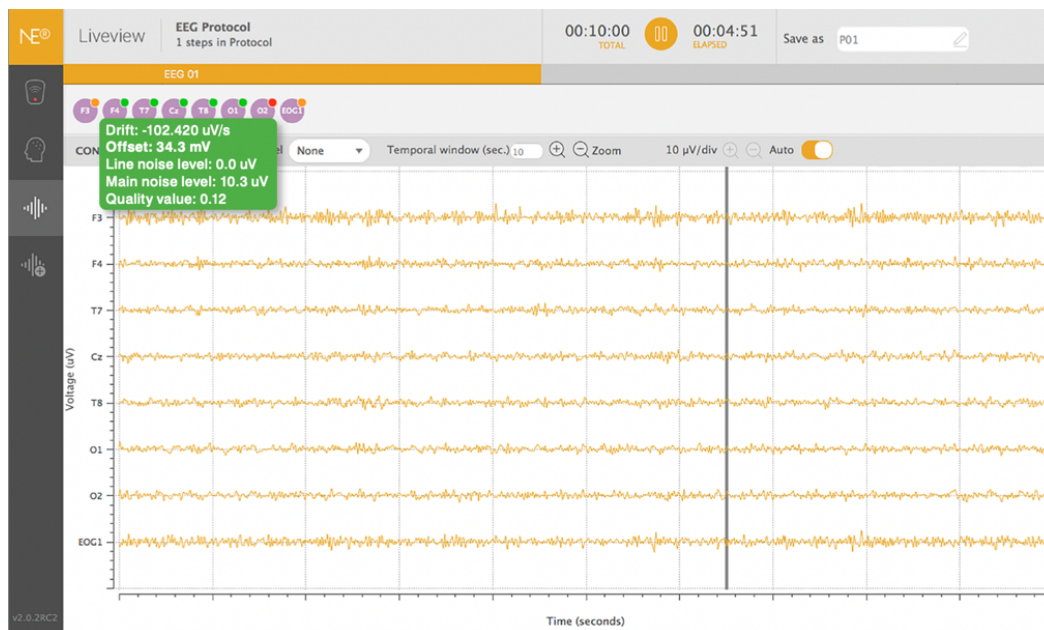 NE®
Liveview
EEG Protocol
1 steps in Protocol
00:10:00
TOTAL
00:04:51
ELAPSED
Save as
P01
EEG 01
F3 F4 T7 Cz T8 O1 O2 EOG1
Drift: -102.420 uV/s
Offset: 34.3 mV
Line noise level: 0.0 uV
Main noise level: 10.3 uV
Quality value: 0.12
CON
None
Temporal window (sec.) 10
Zoom
10 µV/div
Auto
Voltage (uV)
F3
F4
T7
Cz
T8
O1
O2
EOG1
Time (seconds)
v2.0.2RC2